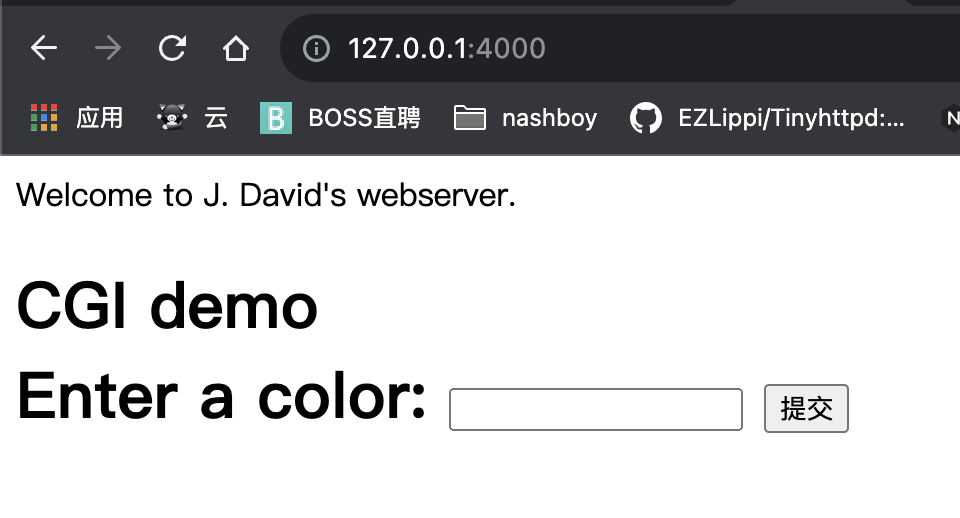 127.0.0.1:4000
应用 云 BOSS直聘 nashboy EZLippi/Tinyhttpd:...
Welcome to J. David's webserver.
CGI demo
Enter a color: 提交